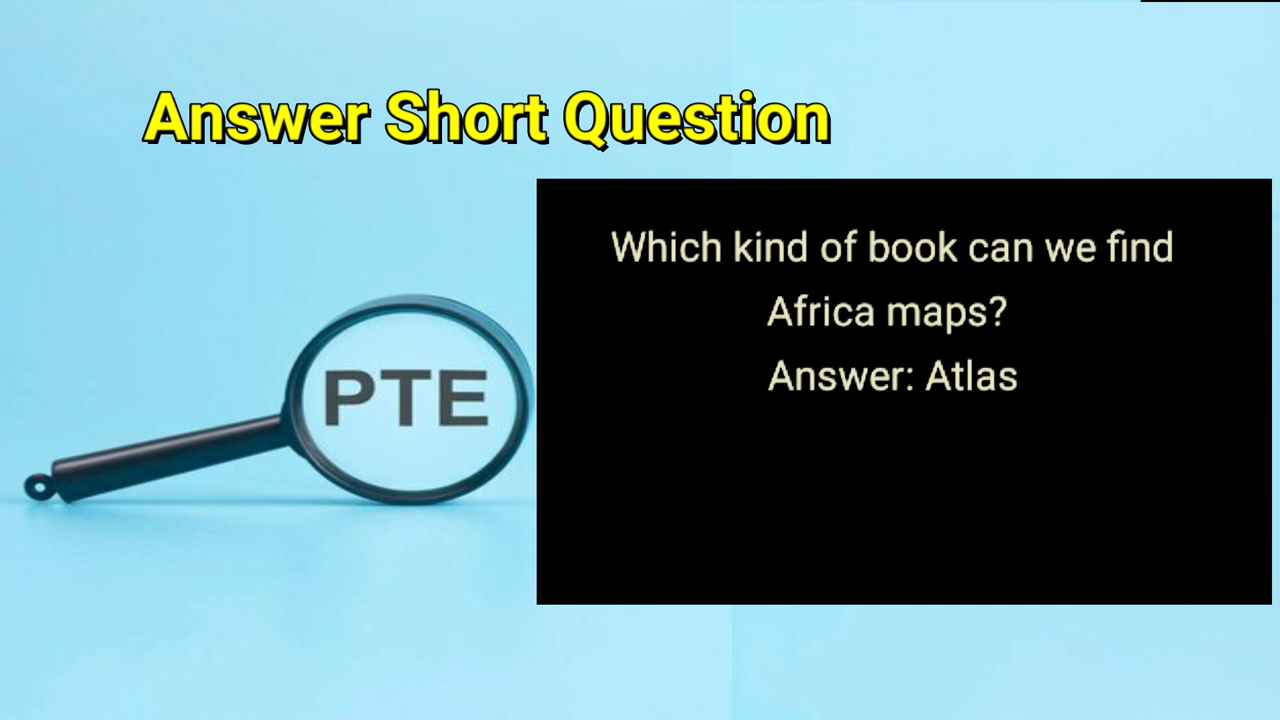 Answer Short Question
Which kind of book can we find
Africa maps?
Answer: Atlas
PTE